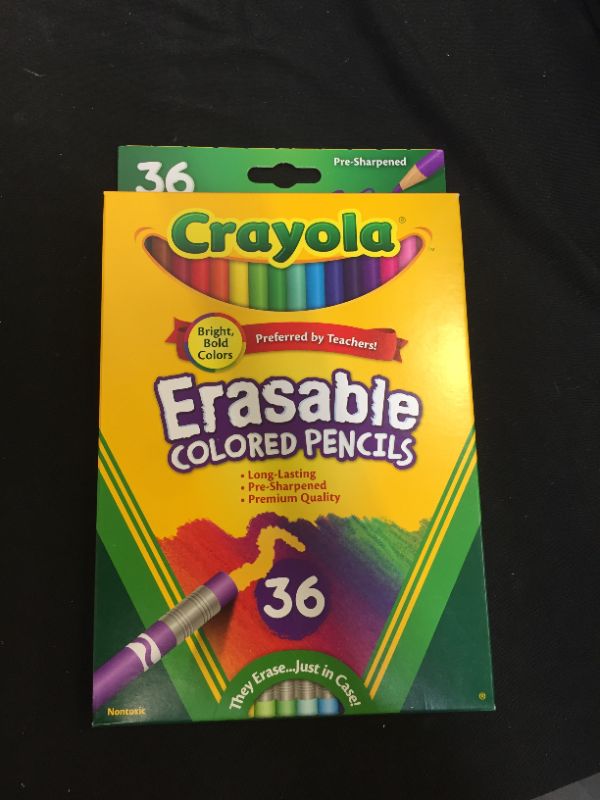 36
Pre-Sharpened
Crayola®
™
Bright,
Bold
Colors
Preferred by Teachers!
Erasable
COLORED PENCILS
• Long-Lasting
• Pre-Sharpened
• Premium Quality
36
They Erase...Just in Case!
Nontoxic